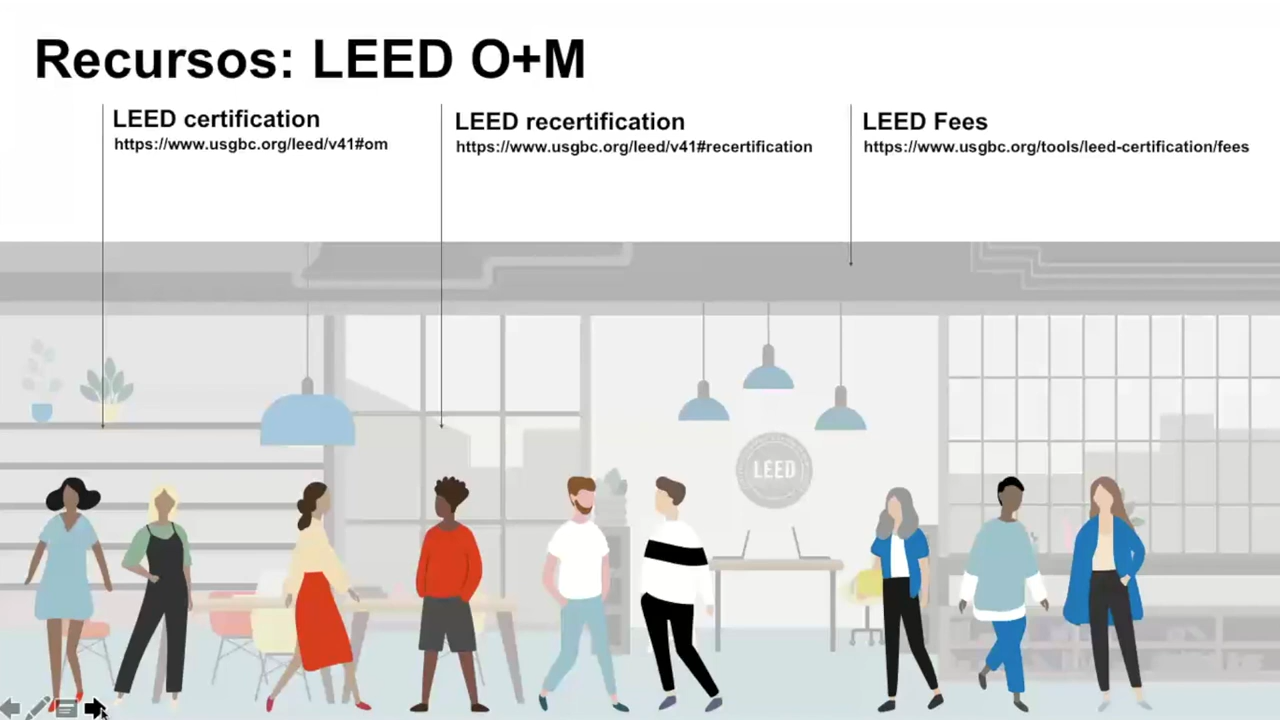 Recursos: LEED O+M
LEED certification
https://www.usgbc.org/leed/v41#om
LEED recertification
https://www.usgbc.org/leed/v41#recertification
LEED Fees
https://www.usgbc.org/tools/leed-certification/fees
LEED